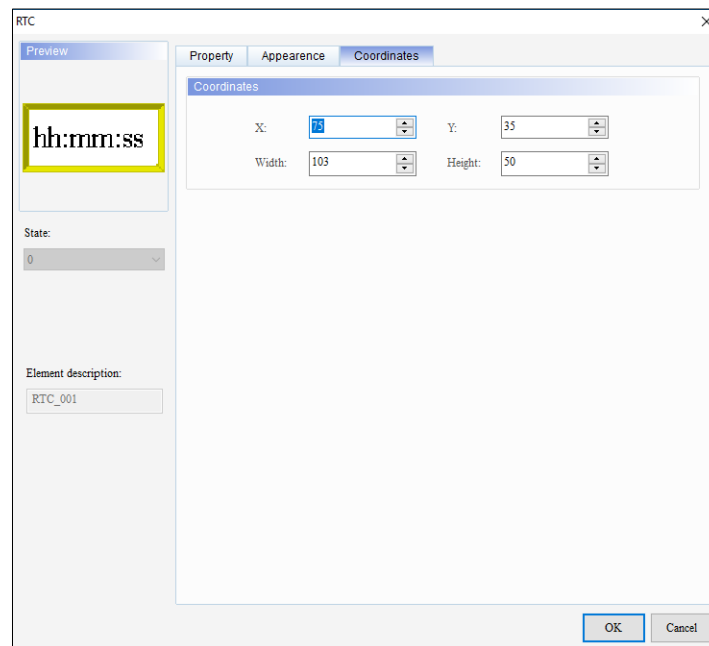 RTC
Preview
hh:mm:ss
State:
0
Element description:
RTC_001
Property Appearence Coordinates
Coordinates
X: 75 Y: 35
Width: 103 Height: 50
OK Cancel